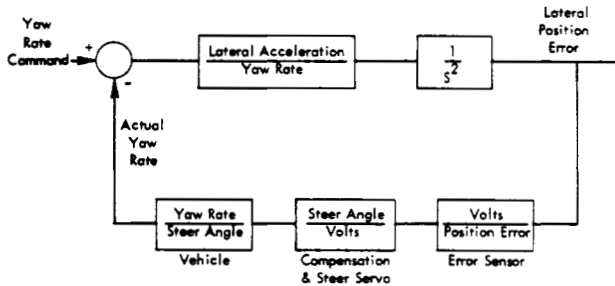 Yaw
Rate
Command
+
-
Lateral Acceleration
Yaw Rate
1
S²
Lateral
Position
Error
Actual
Yaw
Rate
Yaw Rate
Steer Angle
Vehicle
Steer Angle
Volts
Compensation
& Steer Servo
Volts
Position Error
Error Sensor